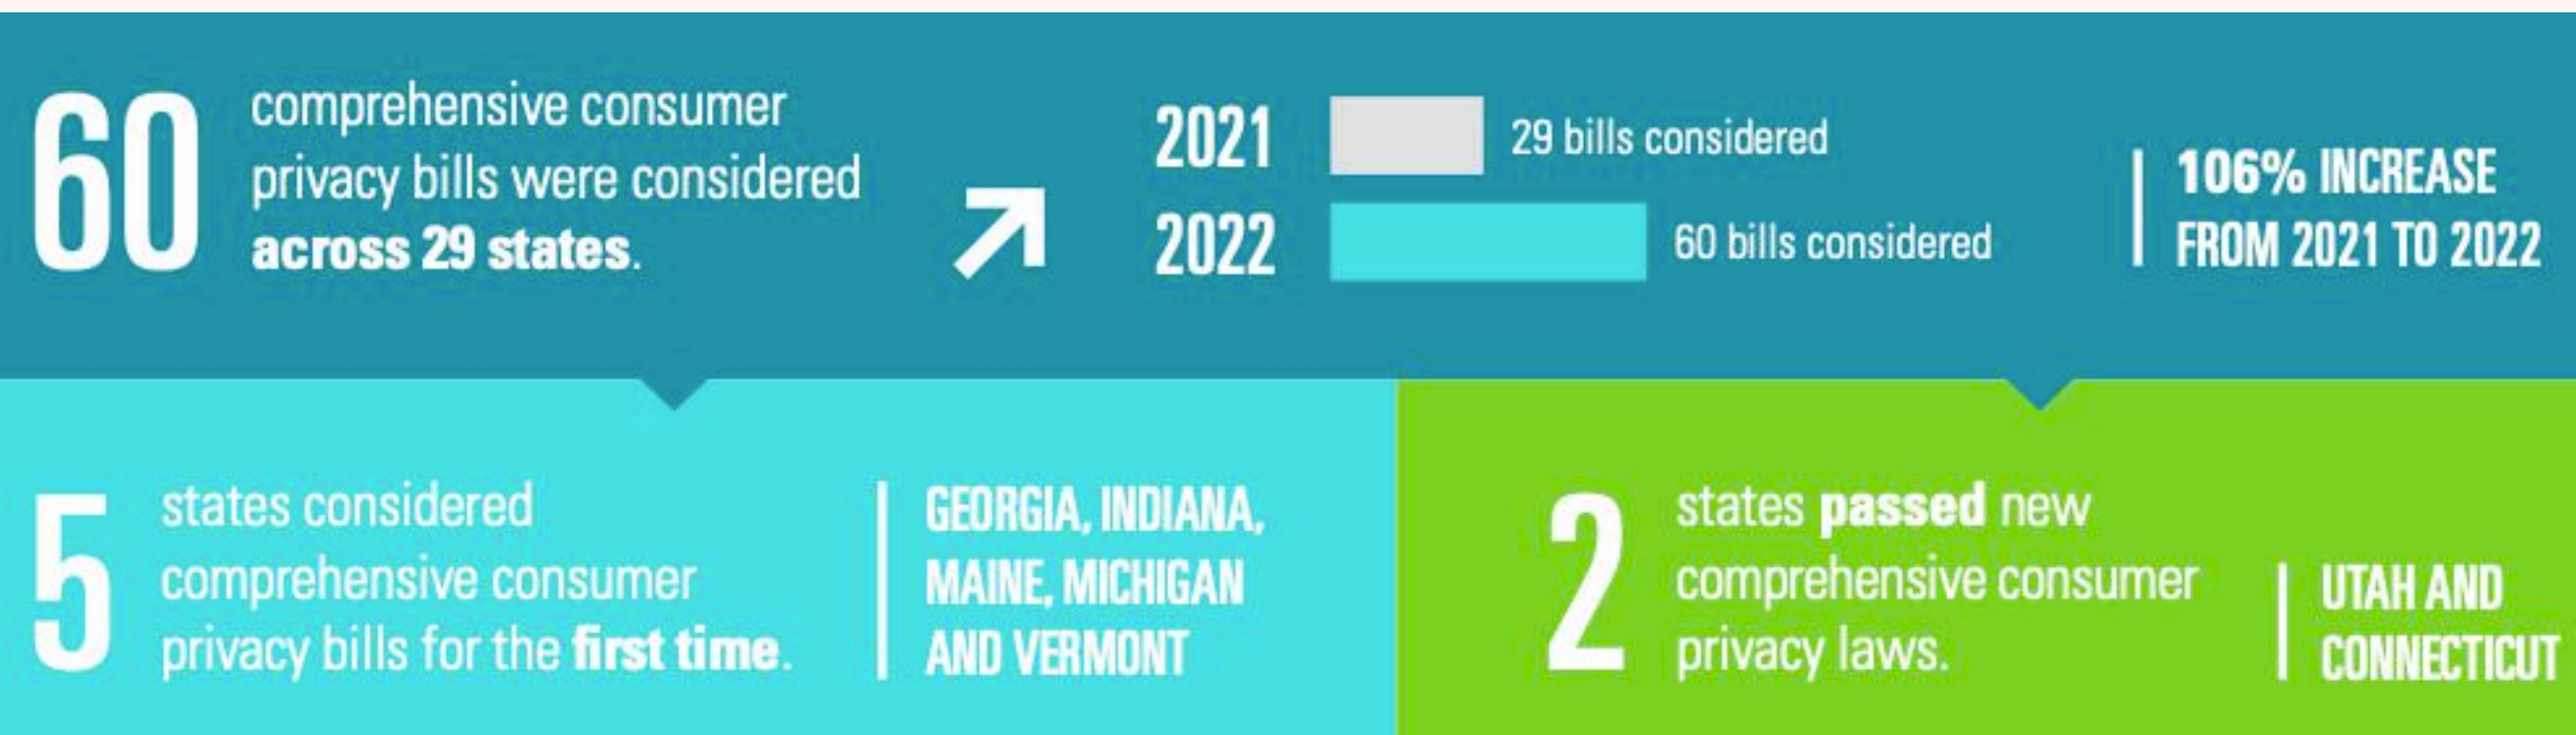 60
comprehensive consumer
privacy bills were considered
across 29 states.
2021
29 bills considered
2022
60 bills considered
106% INCREASE
FROM 2021 TO 2022
5
states considered
comprehensive consumer
privacy bills for the first time.
GEORGIA, INDIANA,
MAINE, MICHIGAN
AND VERMONT
2
states passed new
comprehensive consumer
privacy laws.
UTAH AND
CONNECTICUT